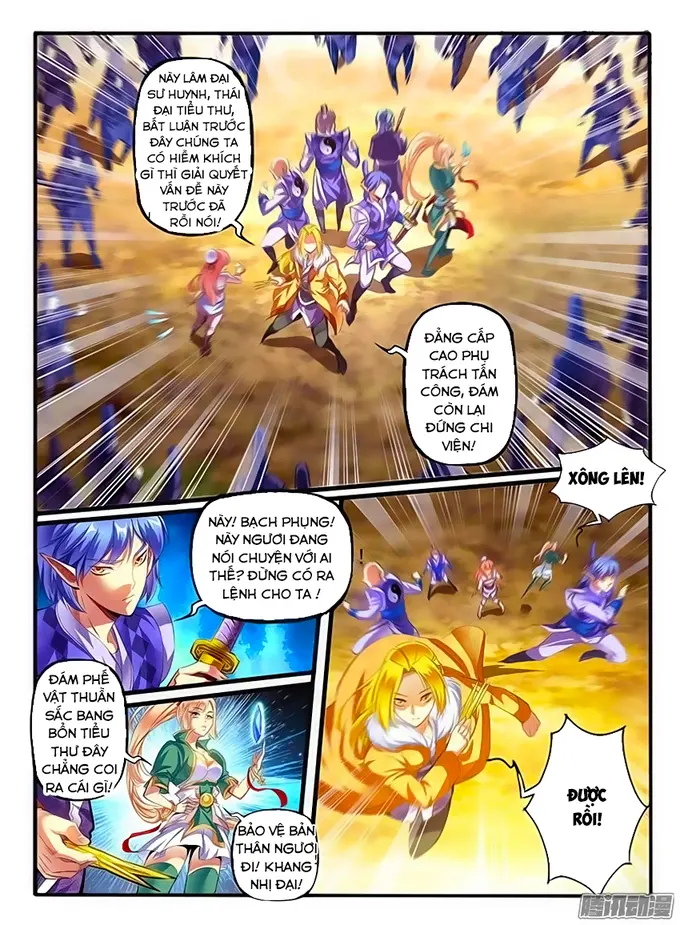 NÀY LÂM ĐẠI
SƯ HUYNH, THÁI
ĐẠI TIỂU THƯ,
BẤT LUẬN TRƯỚC
ĐÂY CHÚNG TA
CÓ HIỀM KHÍCH
GÌ THÌ GIẢI QUYẾT
VẤN ĐỀ NÀY
TRƯỚC ĐÃ
RỒI NÓI!
ĐẲNG CẤP
CAO PHỤ
TRÁCH TẤN
CÔNG, ĐÁM
CÒN LẠI
ĐỨNG CHI
VIỆN!
XÔNG LÊN!
NÀY! BẠCH PHỤNG!
NÀY NGƯƠI ĐANG
NÓI CHUYỆN VỚI AI
THẾ? ĐỪNG CÓ RA
LỆNH CHO TA !
!
ĐÁM PHẾ
VẬT THUẦN
SẮC BANG
BỔN TIỂU
THƯ ĐÂY
CHẲNG COI
RA CÁI GÌ!
BẢO VỆ BẢN
THÂN NGƯƠI
ĐI! KHANG
NHỊ ĐẠI!
ĐƯỢC
RỒI!
腾讯动漫